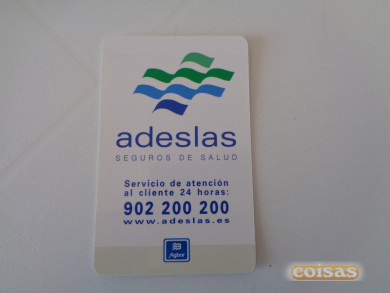 adeslas
SEGUROS DE SALUD
Servicio de atención
al cliente 24 horas:
902 200 200
www.adeslas.es
Agbar
coisas